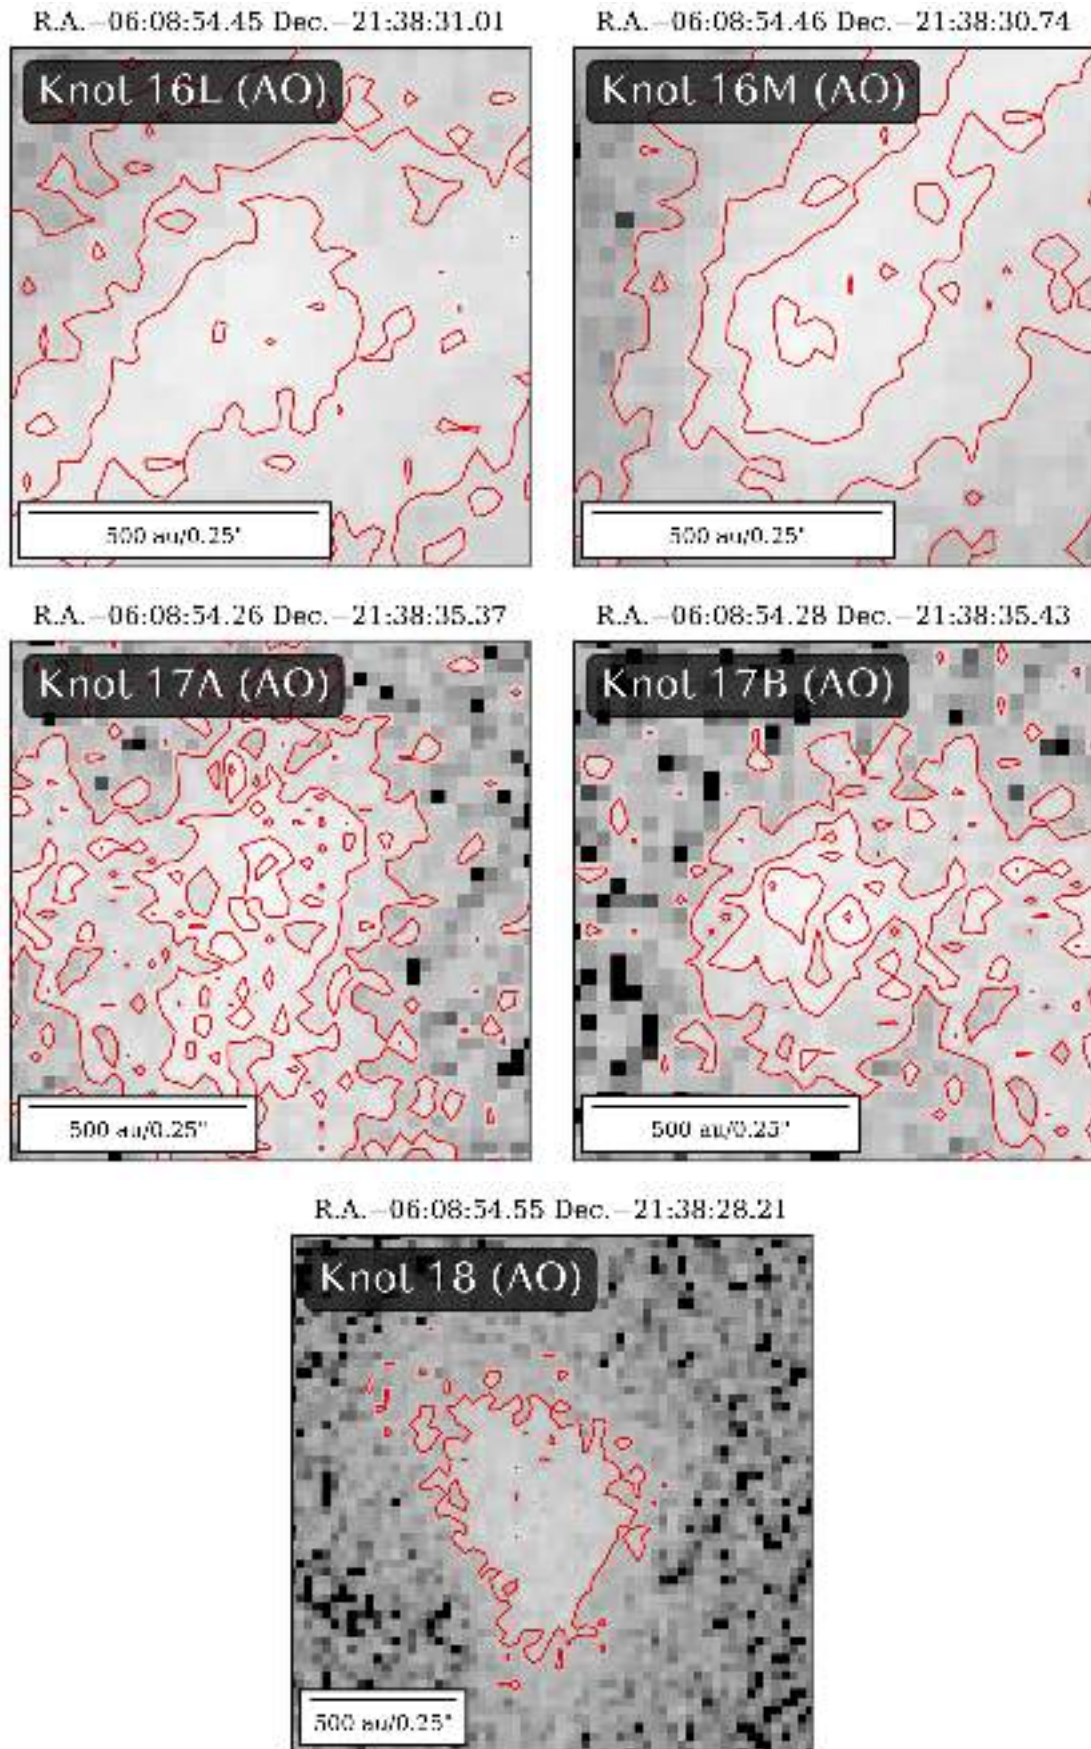 R.A.−06:08:54.45 Dec.−21:38:31.01
R.A.−06:08:54.46 Dec.−21:38:30.74
Knot 16L (AO)
Knot 16M (AO)
500 au/0.25"
500 au/0.25"
R.A.−06:08:54.26 Dec.−21:38:35.37
R.A.−06:08:54.28 Dec.−21:38:35.43
Knot 17A (AO)
Knot 17B (AO)
500 au/0.25"
500 au/0.25"
R.A.−06:08:54.55 Dec.−21:38:28.21
Knot 18 (AO)
500 au/0.25"